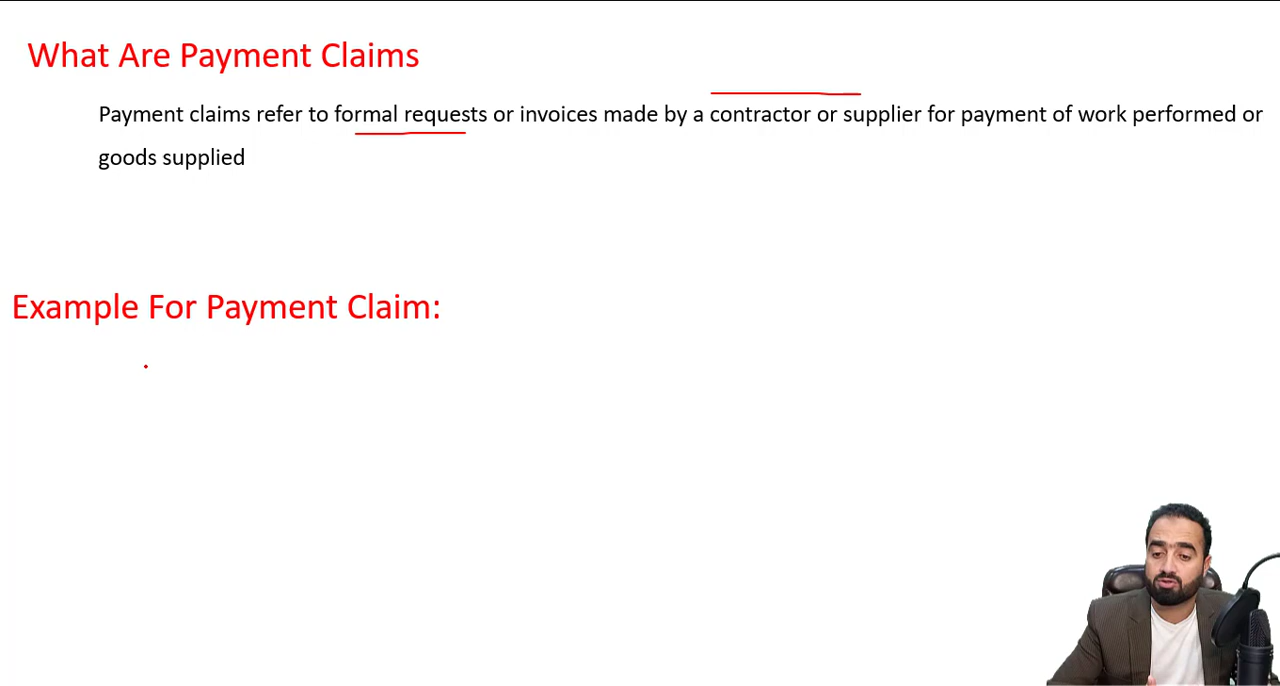 What Are Payment Claims
Payment claims refer to formal requests or invoices made by a contractor or supplier for payment of work performed or
goods supplied
Example For Payment Claim: